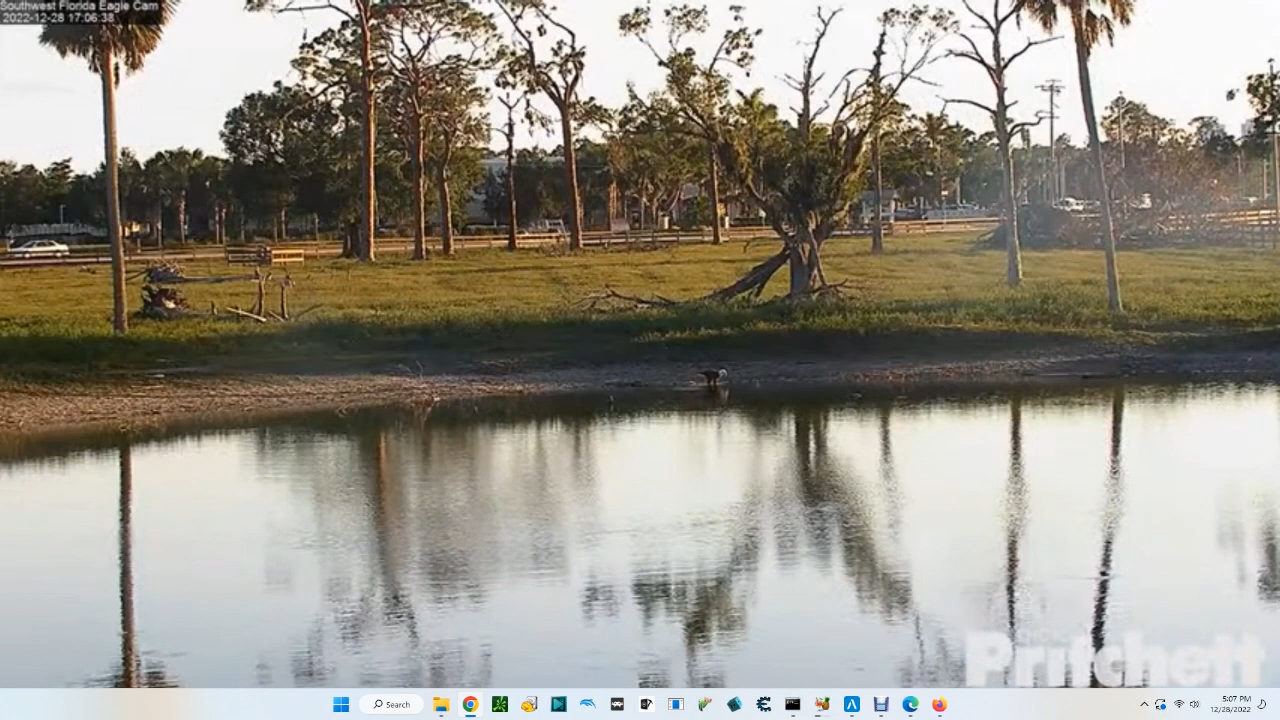 Southwest Florida Eagle Cam
2022-12-28 17:06:38
Pritchett
Search
5:07 PM
12/28/2022